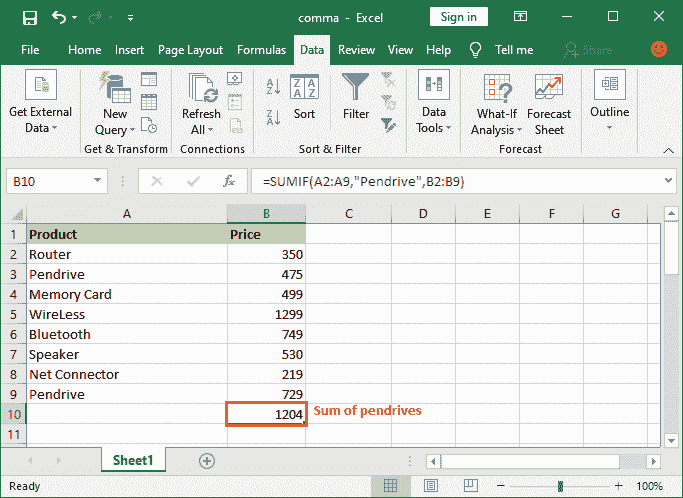 comma - Excel
Sign in
File Home Insert Page Layout Formulas Data Review View Help Tell me Share
Get External Data
New Query
Get & Transform
Refresh All
Connections
A Z
Z A
Z A A Z
Sort
Filter
Sort & Filter
Data Tools
What-If Analysis
Forecast Sheet
Forecast
Outline
B10 fx =SUMIF(A2:A9,"Pendrive",B2:B9)
A B C D E F G
1 Product Price
2 Router 350
3 Pendrive 475
4 Memory Card 499
5 WireLess 1299
6 Bluetooth 749
7 Speaker 530
8 Net Connector 219
9 Pendrive 729
10 1204 Sum of pendrives
11
Sheet1
Ready 100%